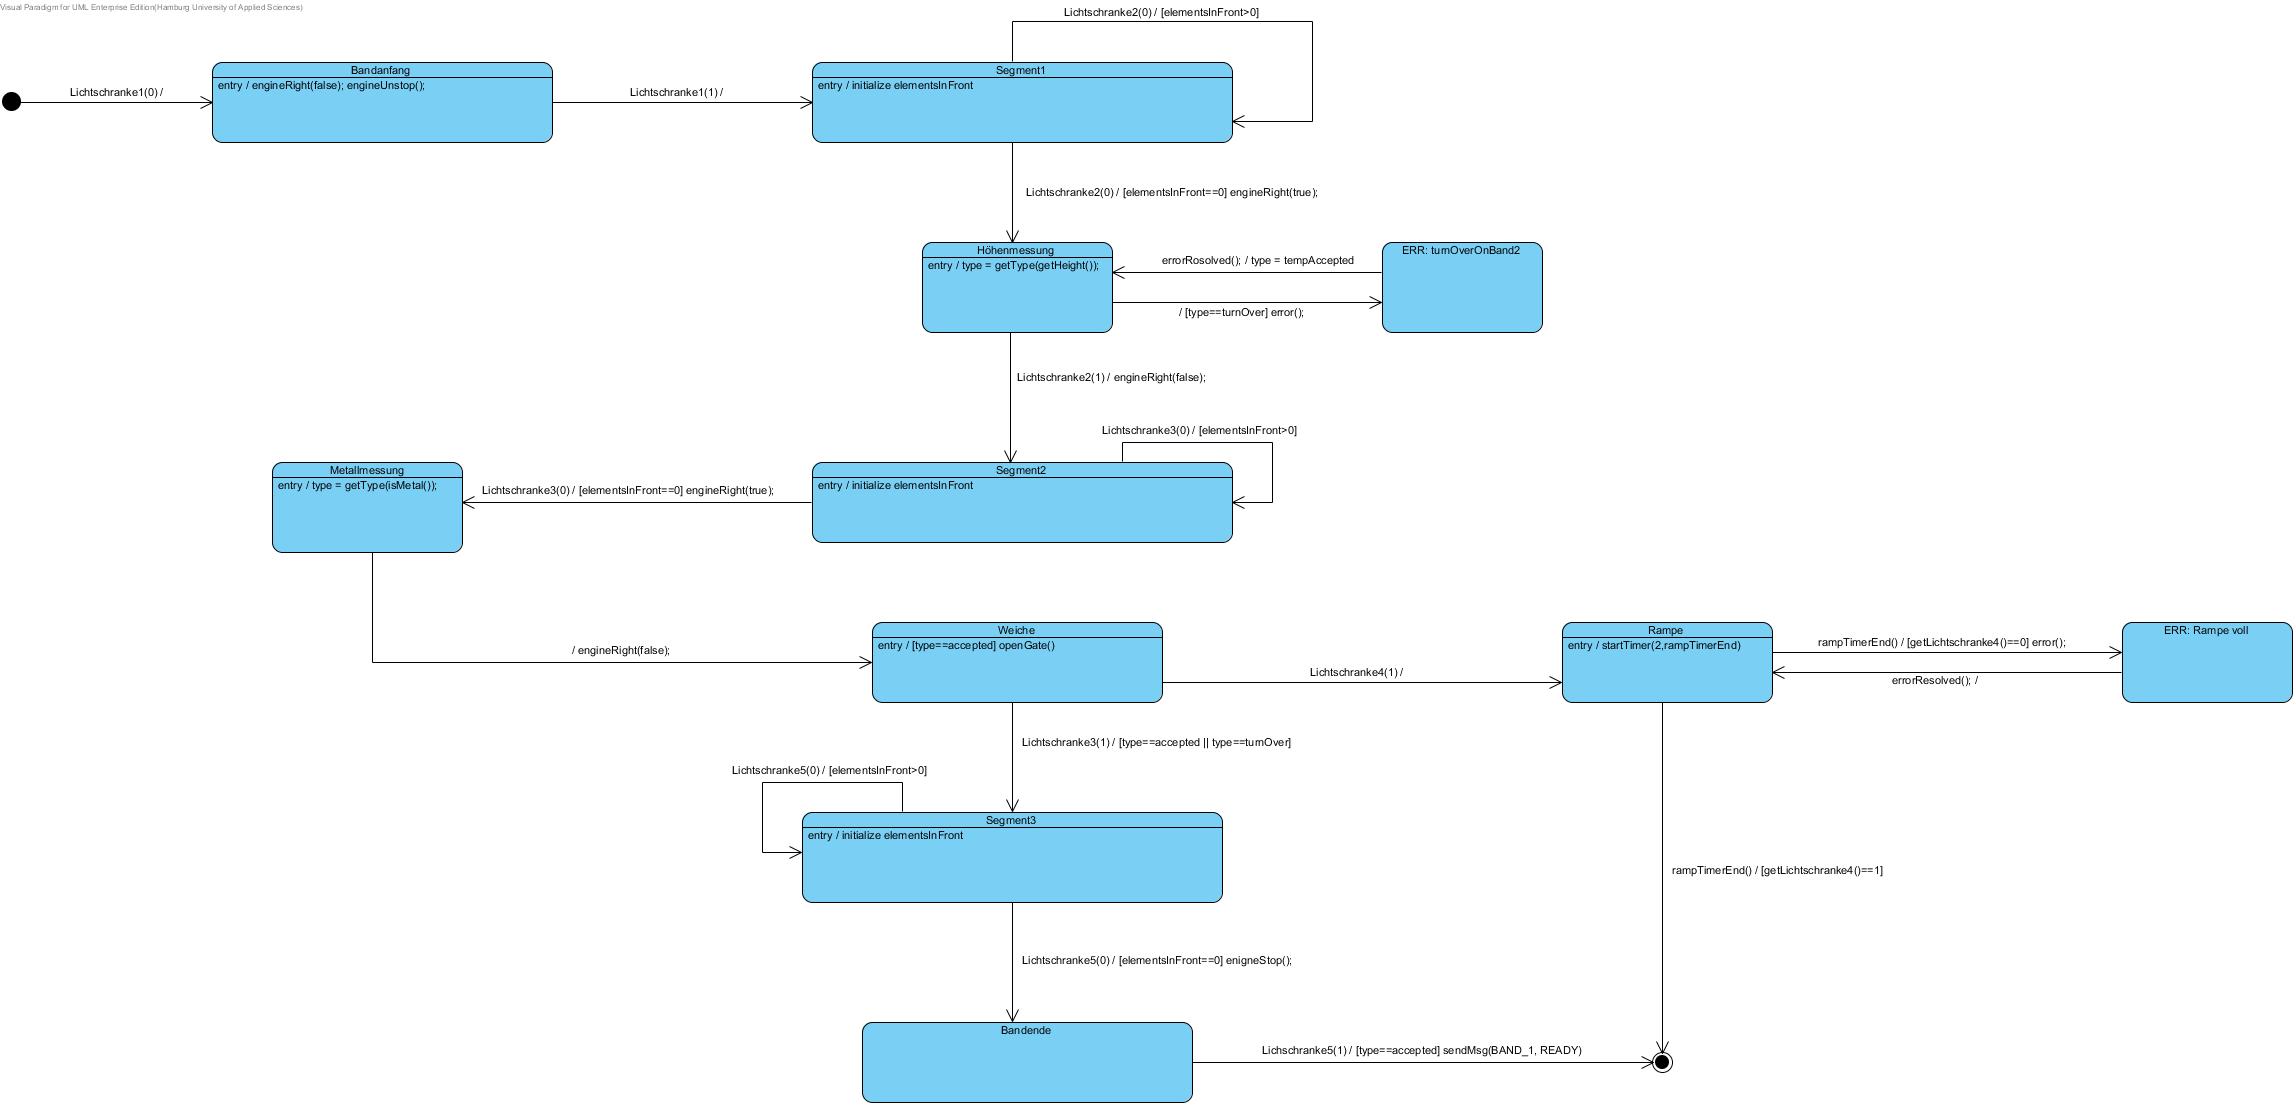 Visual Paradigm for UML Enterprise Edition(Hamburg University of Applied Sciences)
Lichtschranke2(0) / [elementsInFront>0]
Lichtschranke1(0) /
Bandanfang
entry / engineRight(false); engineUnstop();
Lichtschranke1(1) /
Segment1
entry / initialize elementsInFront
Lichtschranke2(0) / [elementsInFront==0] engineRight(true);
Höhenmessung
entry / type = getType(getHeight());
errorRosolved(); / type = tempAccepted
/ [type==turnOver] error();
ERR: turnOverOnBand2
Lichtschranke2(1) / engineRight(false);
Lichtschranke3(0) / [elementsInFront>0]
Metallmessung
entry / type = getType(isMetal());
Lichtschranke3(0) / [elementsInFront==0] engineRight(true);
Segment2
entry / initialize elementsInFront
/ engineRight(false);
Weiche
entry / [type==accepted] openGate()
Lichtschranke4(1) /
Rampe
entry / startTimer(2,rampTimerEnd)
rampTimerEnd() / [getLichtschranke4()==0] error();
errorResolved(); /
ERR: Rampe voll
Lichtschranke3(1) / [type==accepted || type==turnOver]
Lichtschranke5(0) / [elementsInFront>0]
Segment3
entry / initialize elementsInFront
rampTimerEnd() / [getLichtschranke4()==1]
Lichtschranke5(0) / [elementsInFront==0] enigneStop();
Bandende
Lichschranke5(1) / [type==accepted] sendMsg(BAND_1, READY)